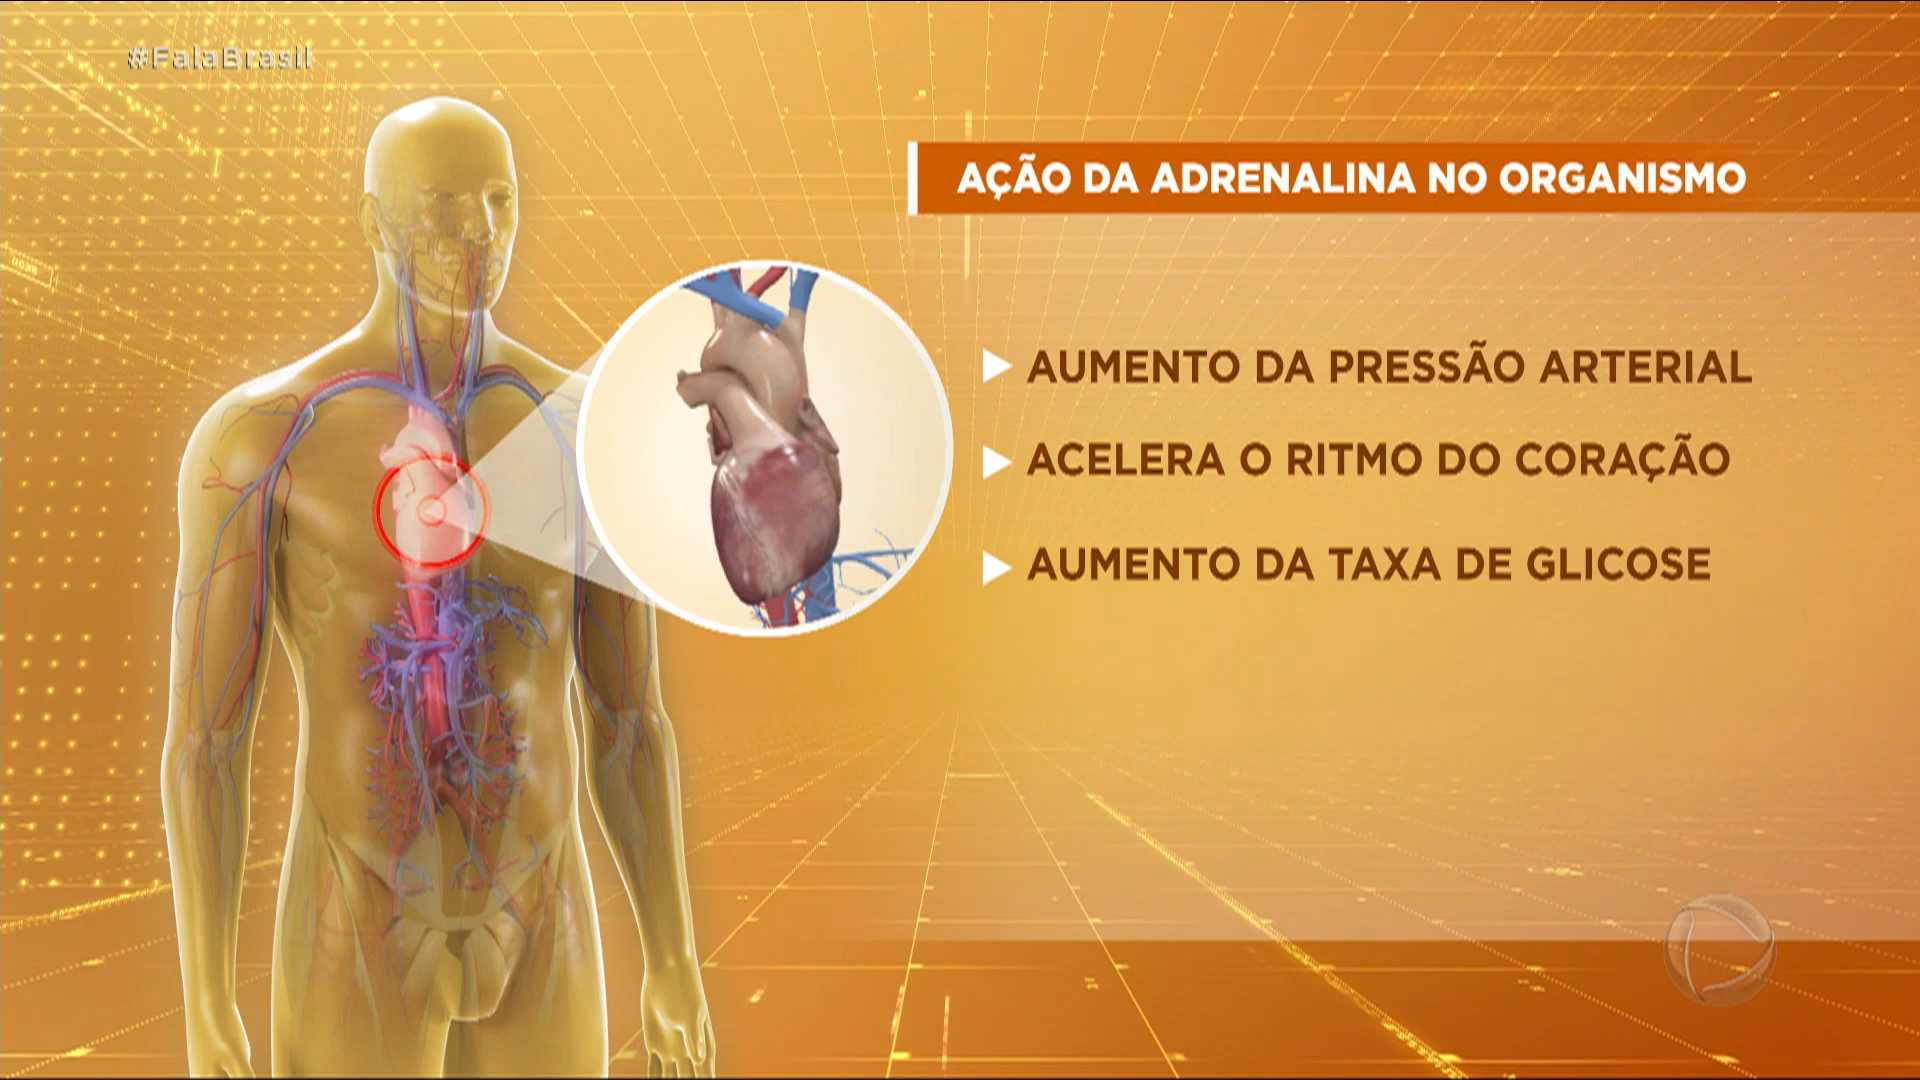 #FalaBrasil
AÇÃO DA ADRENALINA NO ORGANISMO
AUMENTO DA PRESSÃO ARTERIAL
ACELERA O RITMO DO CORAÇÃO
AUMENTO DA TAXA DE GLICOSE